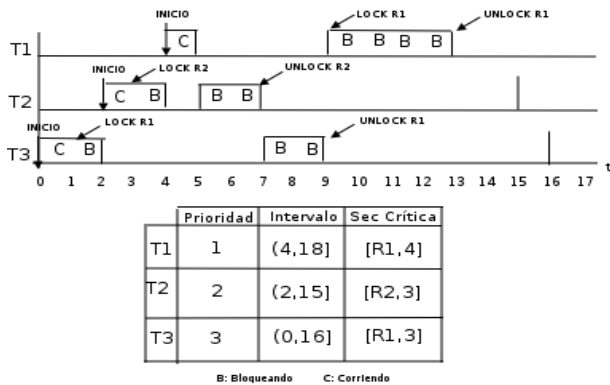 INICIO
LOCK R1
UNLOCK R1
T1
C
B B B B
INICIO
LOCK R2
UNLOCK R2
T2
C B
B B
INICIO
LOCK R1
UNLOCK R1
T3
C B
B B
t
0 1 2 3 4 5 6 7 8 9 10 11 12 13 14 15 16 17
Prioridad Intervalo Sec Crítica
T1 1 (4,18] [R1,4]
T2 2 (2,15] [R2,3]
T3 3 (0,16] [R1,3]
B: Bloqueando C: Corriendo